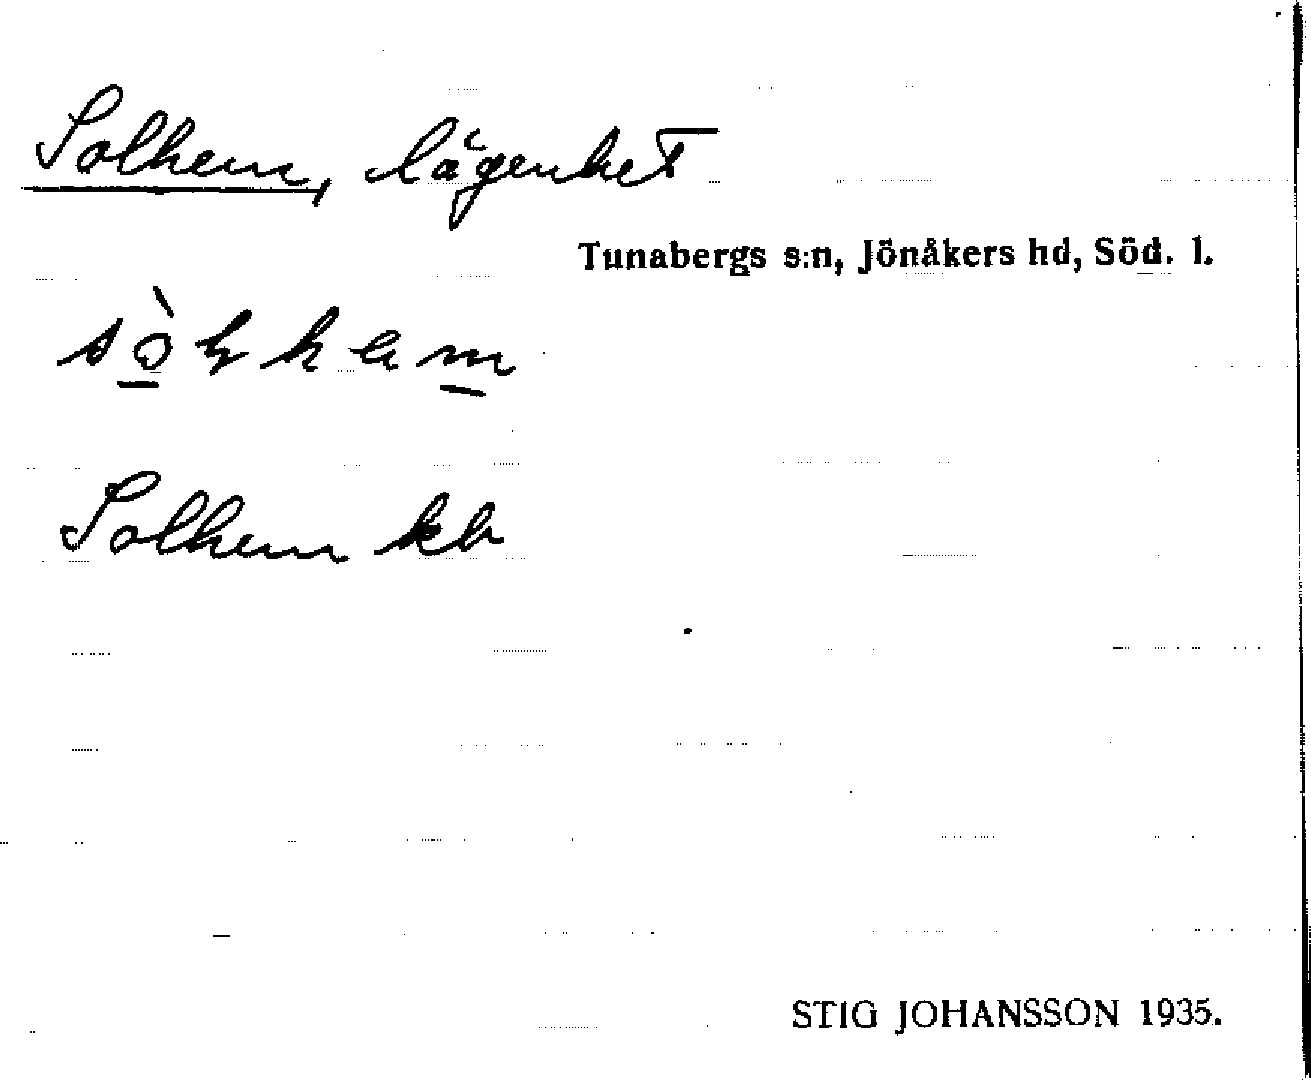 Solhem, lägenhet
Tunabergs s:n, Jönåkers hd, Söd. l.
sòlhem
Solhem kb
STIG JOHANSSON 1935.